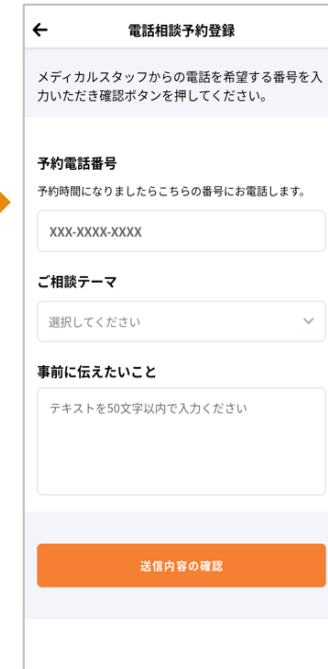 電話相談予約登録
メディカルスタッフからの電話を希望する番号を入
力いただき確認ボタンを押してください。
予約電話番号
予約時間になりましたらこちらの番号にお電話します。
XXX-XXXX-XXXX
ご相談テーマ
選択してください
事前に伝えたいこと
テキストを50文字以内で入力ください
送信内容の確認